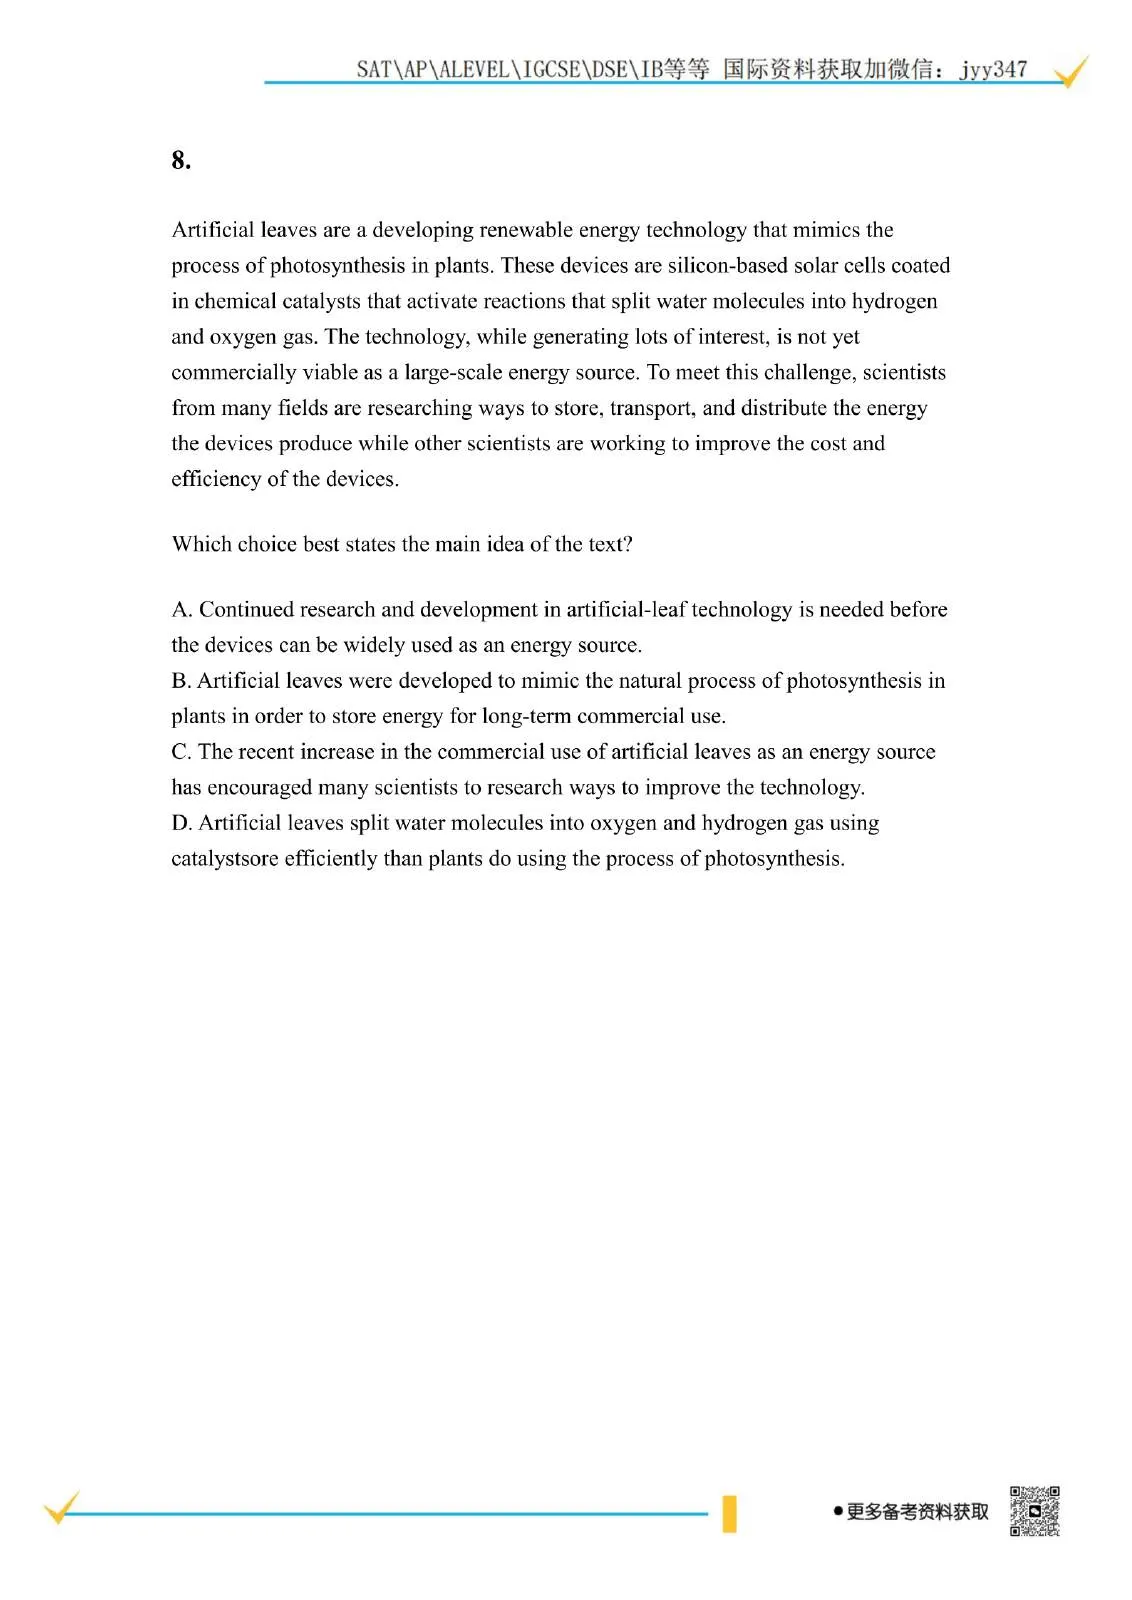 SAT\AP\ALEVEL\IGCSE\DSE\IB等等 国际资料获取加微信：jyy347
8.
Artificial leaves are a developing renewable energy technology that mimics the
process of photosynthesis in plants. These devices are silicon-based solar cells coated
in chemical catalysts that activate reactions that split water molecules into hydrogen
and oxygen gas. The technology, while generating lots of interest, is not yet
commercially viable as a large-scale energy source. To meet this challenge, scientists
from many fields are researching ways to store, transport, and distribute the energy
the devices produce while other scientists are working to improve the cost and
efficiency of the devices.
Which choice best states the main idea of the text?
A. Continued research and development in artificial-leaf technology is needed before
the devices can be widely used as an energy source.
B. Artificial leaves were developed to mimic the natural process of photosynthesis in
plants in order to store energy for long-term commercial use.
C. The recent increase in the commercial use of artificial leaves as an energy source
has encouraged many scientists to research ways to improve the technology.
D. Artificial leaves split water molecules into oxygen and hydrogen gas using
catalystsore efficiently than plants do using the process of photosynthesis.
●更多备考资料获取